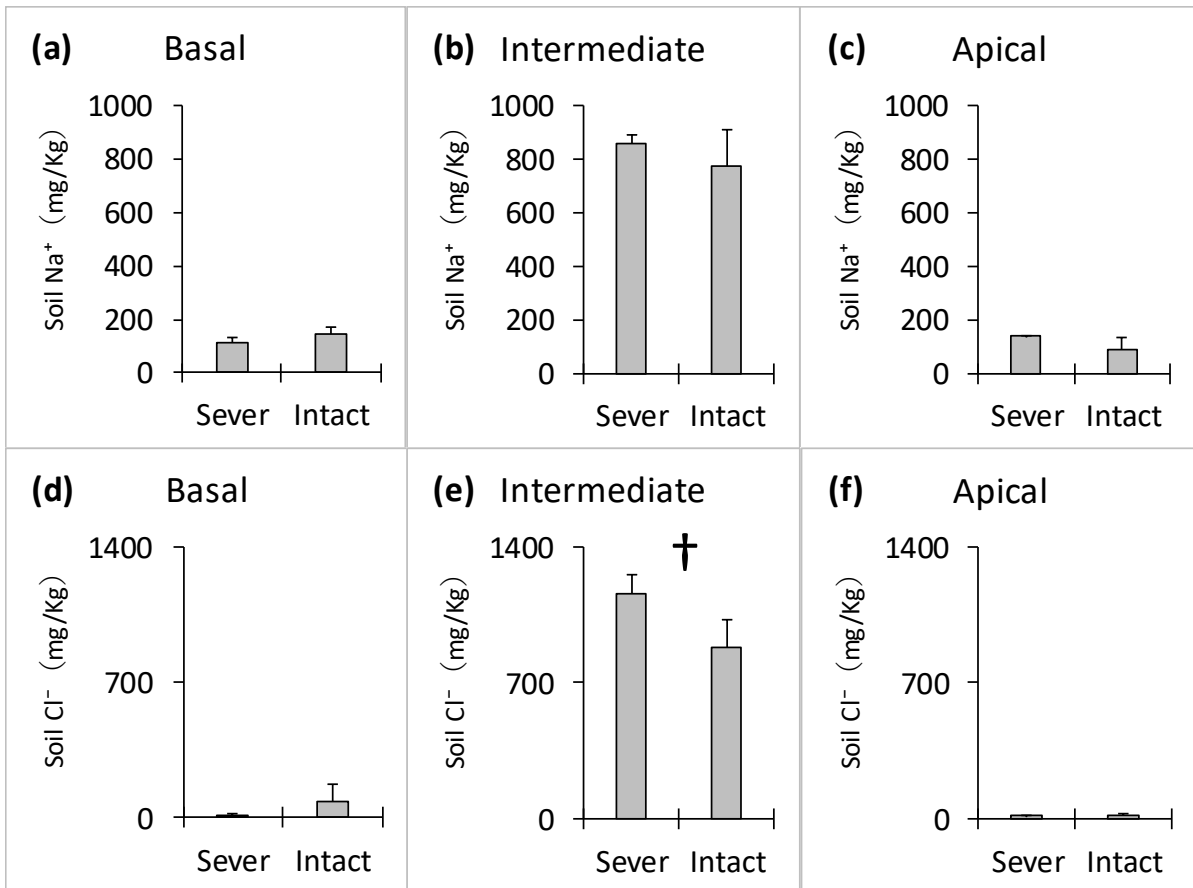 (a) Basal
Soil Na⁺ （mg/Kg）
1000
800
600
400
200
0
Sever Intact
(b) Intermediate
Soil Na⁺ （mg/Kg）
1000
800
600
400
200
0
Sever Intact
(c) Apical
Soil Na⁺ （mg/Kg）
1000
800
600
400
200
0
Sever Intact
(d) Basal
Soil Cl⁻ （mg/Kg）
1400
700
0
Sever Intact
(e) Intermediate
†
Soil Cl⁻ （mg/Kg）
1400
700
0
Sever Intact
(f) Apical
Soil Cl⁻ （mg/Kg）
1400
700
0
Sever Intact